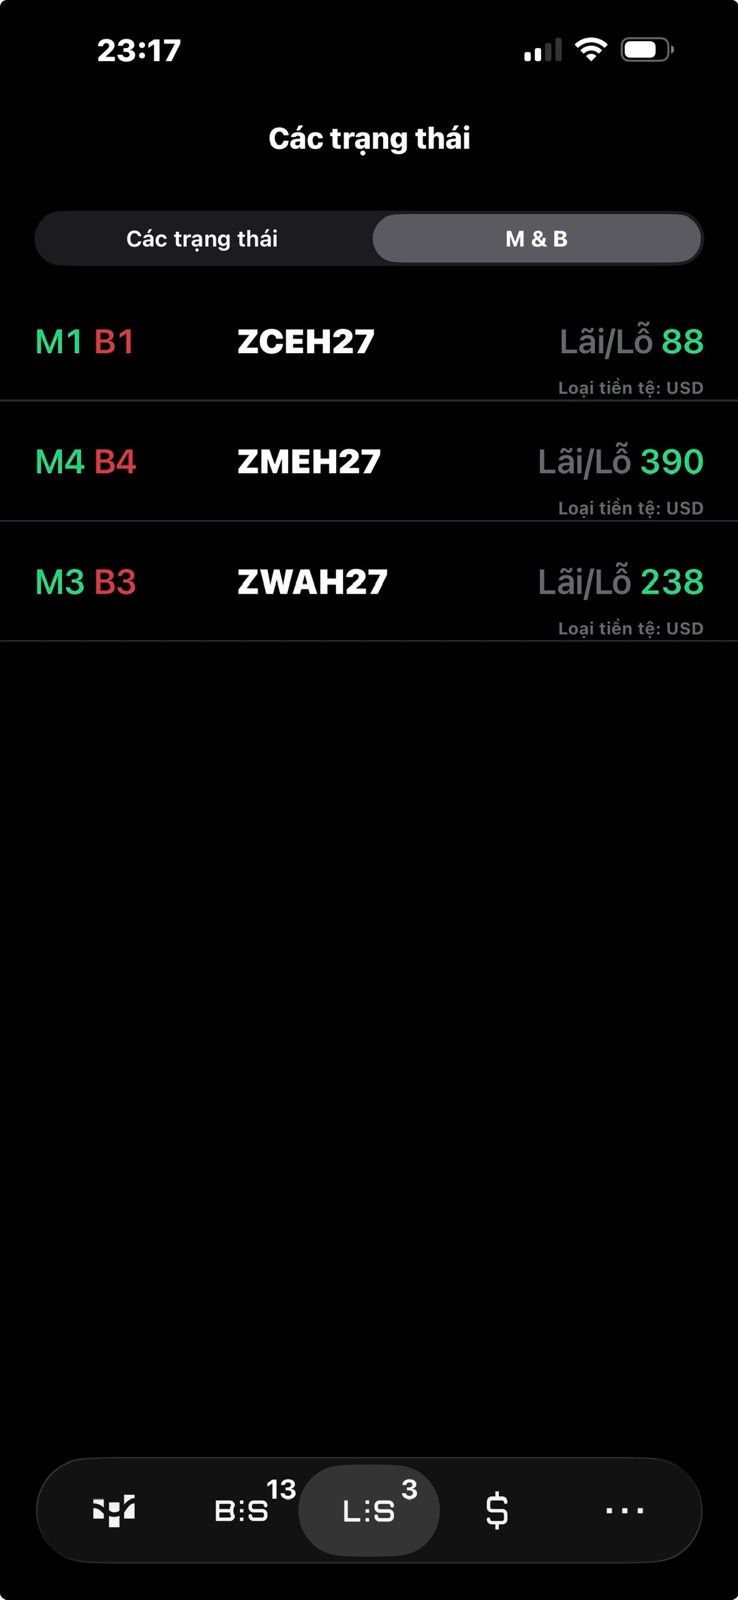 23:17
Các trạng thái
Các trạng thái M & B
M1 B1 ZCEH27 Lãi/Lỗ 88
Loại tiền tệ: USD
M4 B4 ZMEH27 Lãi/Lỗ 390
Loại tiền tệ: USD
M3 B3 ZWAH27 Lãi/Lỗ 238
Loại tiền tệ: USD
B:S 13 L:S 3 $ ...